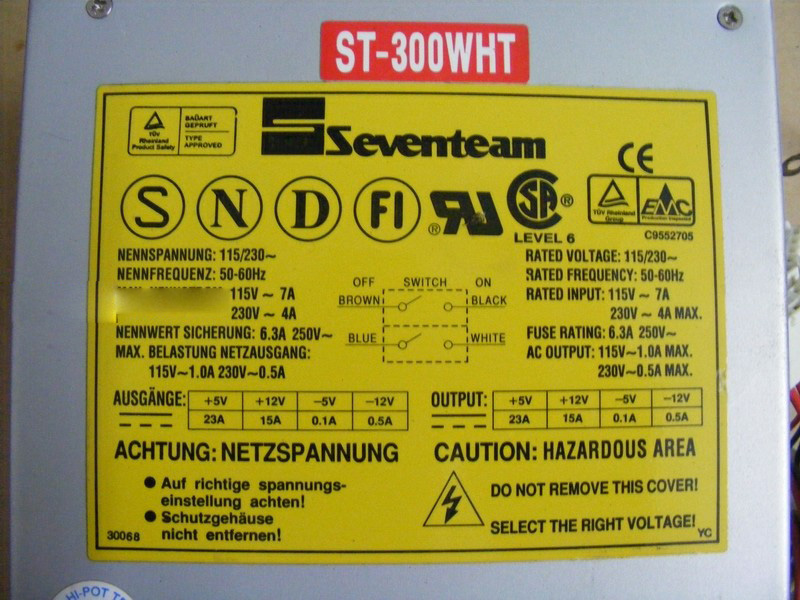 ST-300WHT
TÜV
Rheinland
Product Safety
BAUART
GEPRUFT
TYPE
APPROVED
Seventeam
CE
S N D FI ® RU CSA ®
LEVEL 6
TÜV Rheinland
Group
EMC
C9552705
NENNSPANNUNG: 115/230~
NENNFREQUENZ: 50-60Hz
115V ~ 7A
230V ~ 4A
NENNWERT SICHERUNG: 6.3A 250V~
MAX. BELASTUNG NETZAUSGANG:
115V~1.0A 230V~0.5A
OFF SWITCH ON
BROWN BLACK
BLUE WHITE
RATED VOLTAGE: 115/230~
RATED FREQUENCY: 50-60Hz
RATED INPUT: 115V ~ 7A
230V ~ 4A MAX.
FUSE RATING: 6.3A 250V~
AC OUTPUT: 115V~1.0A MAX.
230V~0.5A MAX.
AUSGÄNGE: +5V +12V –5V –12V
23A 15A 0.1A 0.5A
OUTPUT: +5V +12V –5V –12V
23A 15A 0.1A 0.5A
ACHTUNG: NETZSPANNUNG
● Auf richtige spannungs-
einstellung achten!
● Schutzgehäuse
nicht entfernen!
30068
CAUTION: HAZARDOUS AREA
DO NOT REMOVE THIS COVER!
SELECT THE RIGHT VOLTAGE!
YC
HI-POT